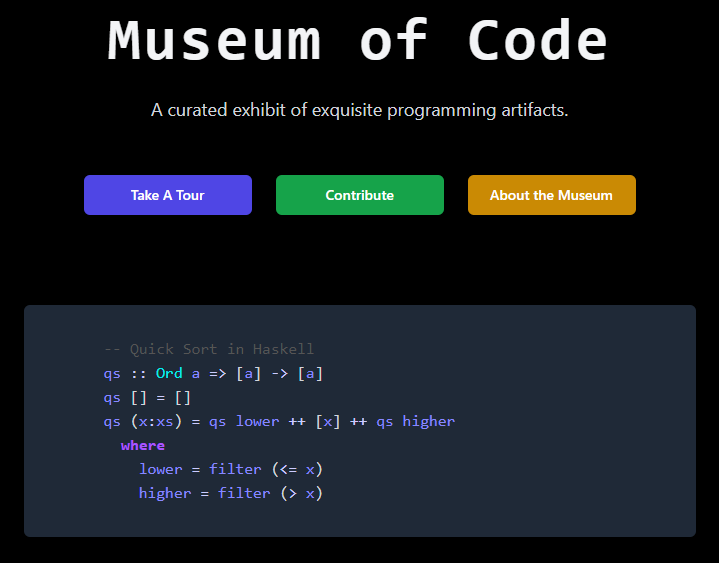 Museum of Code
A curated exhibit of exquisite programming artifacts.
Take A Tour
Contribute
About the Museum
-- Quick Sort in Haskell
qs :: Ord a => [a] -> [a]
qs [] = []
qs (x:xs) = qs lower ++ [x] ++ qs higher
  where
    lower = filter (<= x)
    higher = filter (> x)